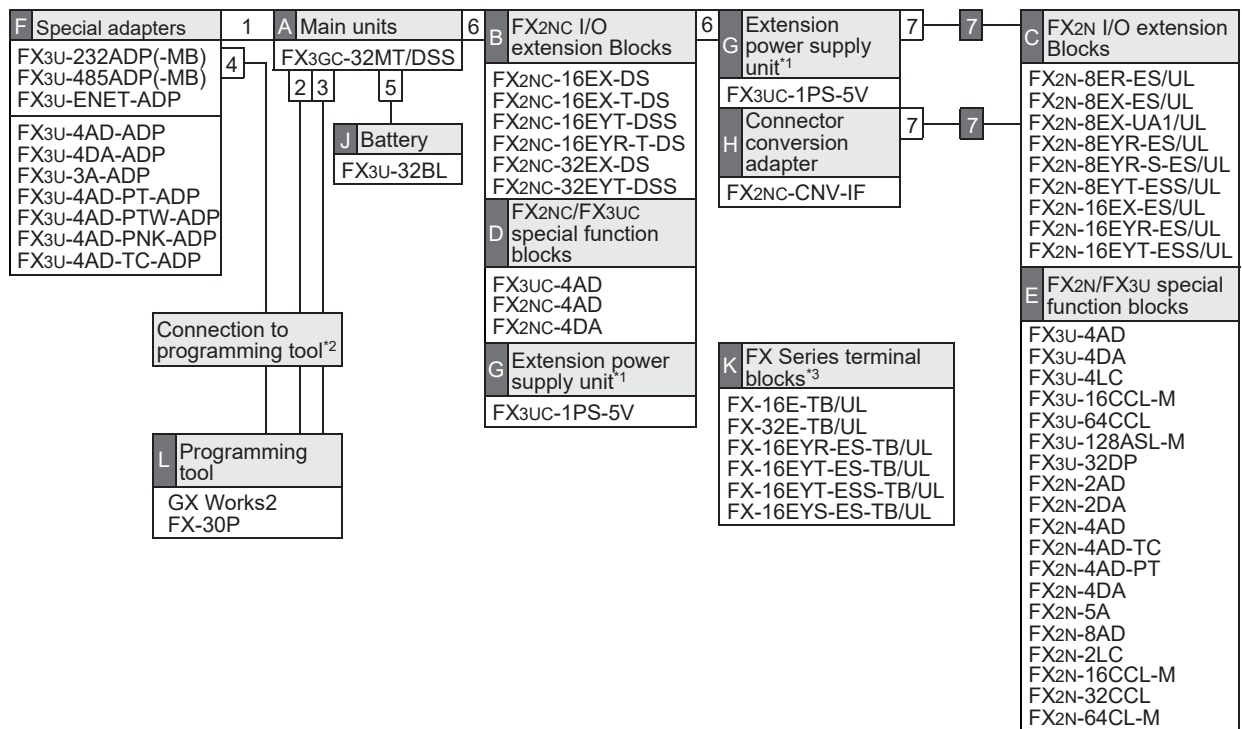 F Special adapters
FX3U-232ADP(-MB)
FX3U-485ADP(-MB)
FX3U-ENET-ADP
FX3U-4AD-ADP
FX3U-4DA-ADP
FX3U-3A-ADP
FX3U-4AD-PT-ADP
FX3U-4AD-PTW-ADP
FX3U-4AD-PNK-ADP
FX3U-4AD-TC-ADP
1
4
A Main units
FX3GC-32MT/DSS
2 3 5
J Battery
FX3U-32BL
Connection to
programming tool*2
L Programming
tool
GX Works2
FX-30P
6
B FX2NC I/O
extension Blocks
FX2NC-16EX-DS
FX2NC-16EX-T-DS
FX2NC-16EYT-DSS
FX2NC-16EYR-T-DS
FX2NC-32EX-DS
FX2NC-32EYT-DSS
D FX2NC/FX3UC
special function
blocks
FX3UC-4AD
FX2NC-4AD
FX2NC-4DA
G Extension power
supply unit*1
FX3UC-1PS-5V
6
G Extension
power supply
unit*1
FX3UC-1PS-5V
H Connector
conversion
adapter
FX2NC-CNV-IF
7 7
7 7
K FX Series terminal
blocks*3
FX-16E-TB/UL
FX-32E-TB/UL
FX-16EYR-ES-TB/UL
FX-16EYT-ES-TB/UL
FX-16EYT-ESS-TB/UL
FX-16EYS-ES-TB/UL
C FX2N I/O extension
Blocks
FX2N-8ER-ES/UL
FX2N-8EX-ES/UL
FX2N-8EX-UA1/UL
FX2N-8EYR-ES/UL
FX2N-8EYR-S-ES/UL
FX2N-8EYT-ESS/UL
FX2N-16EX-ES/UL
FX2N-16EYR-ES/UL
FX2N-16EYT-ESS/UL
E FX2N/FX3U special
function blocks
FX3U-4AD
FX3U-4DA
FX3U-4LC
FX3U-16CCL-M
FX3U-64CCL
FX3U-128ASL-M
FX3U-32DP
FX2N-2AD
FX2N-2DA
FX2N-4AD
FX2N-4AD-TC
FX2N-4AD-PT
FX2N-4DA
FX2N-5A
FX2N-8AD
FX2N-2LC
FX2N-16CCL-M
FX2N-32CCL
FX2N-64CL-M